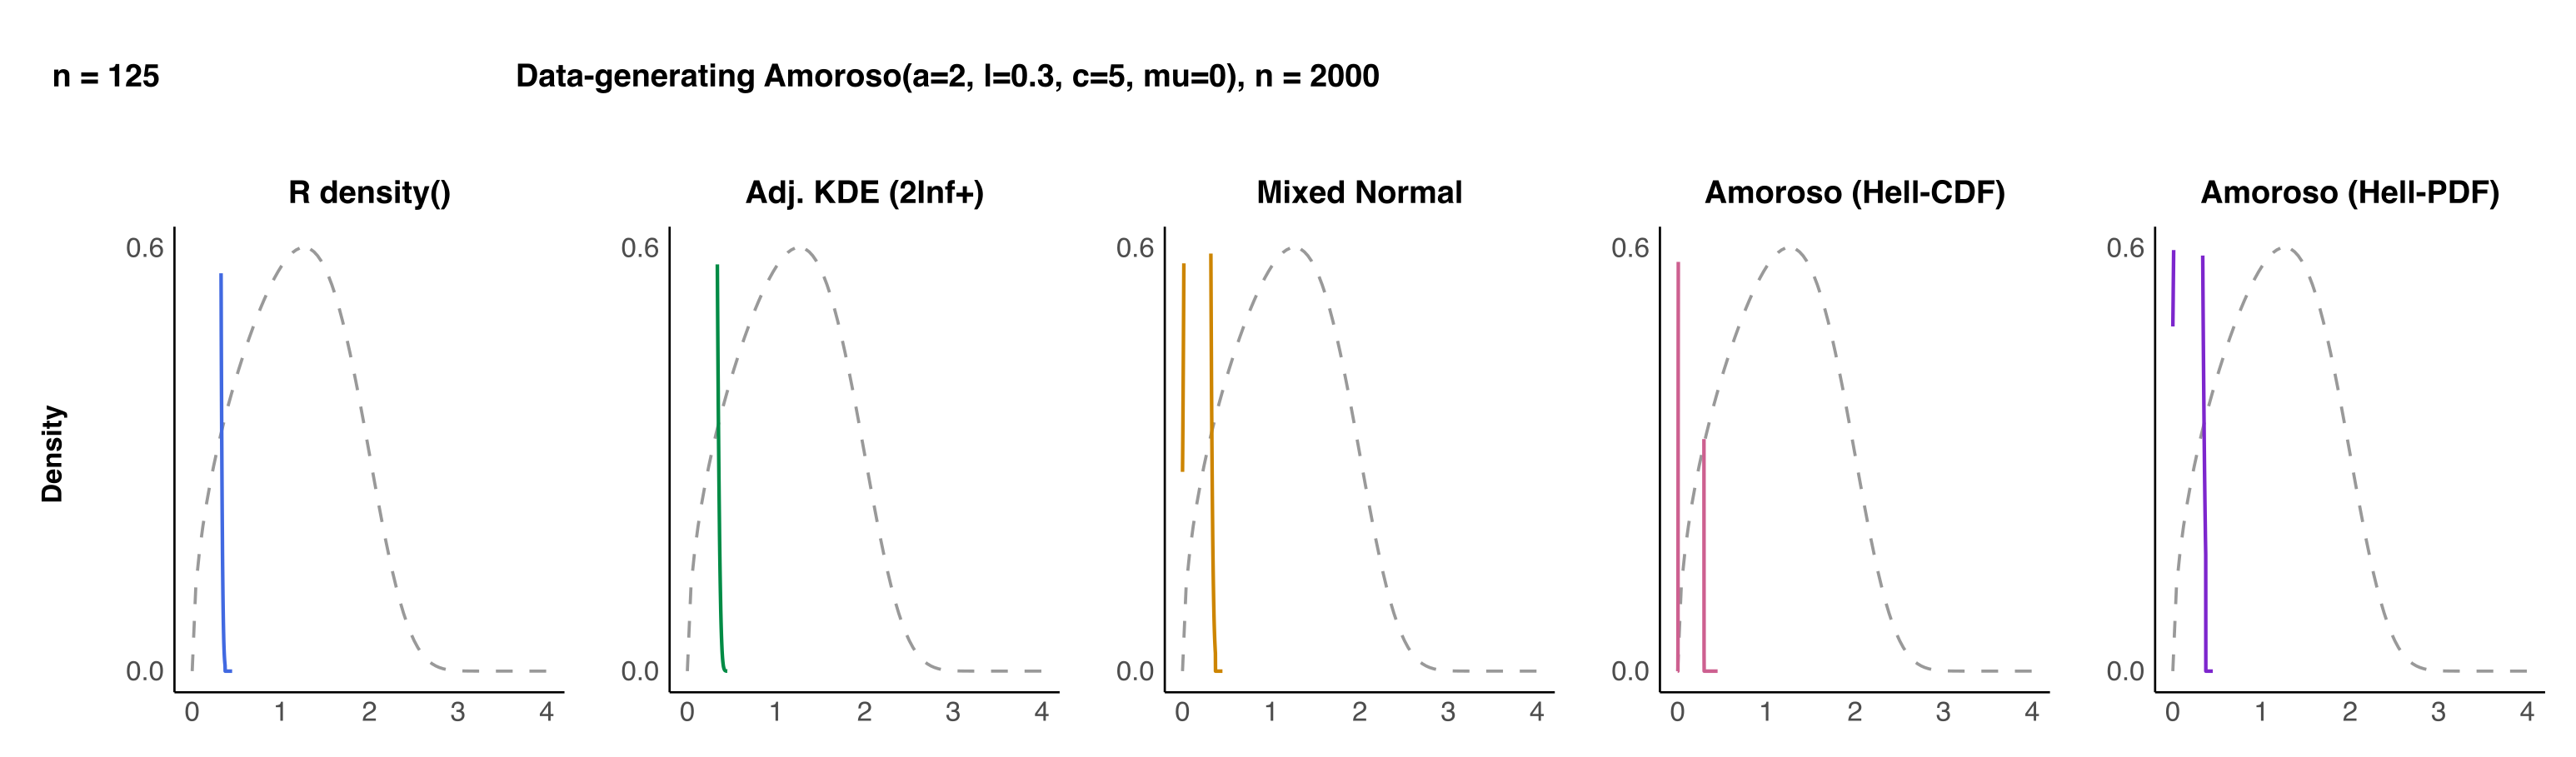 n = 125
Data-generating Amoroso(a=2, l=0.3, c=5, mu=0), n = 2000
R density()
Adj. KDE (2Inf+)
Mixed Normal
Amoroso (Hell-CDF)
Amoroso (Hell-PDF)
Density
0.6
0.0
0 1 2 3 4
0.6
0.0
0 1 2 3 4
0.6
0.0
0 1 2 3 4
0.6
0.0
0 1 2 3 4
0.6
0.0
0 1 2 3 4